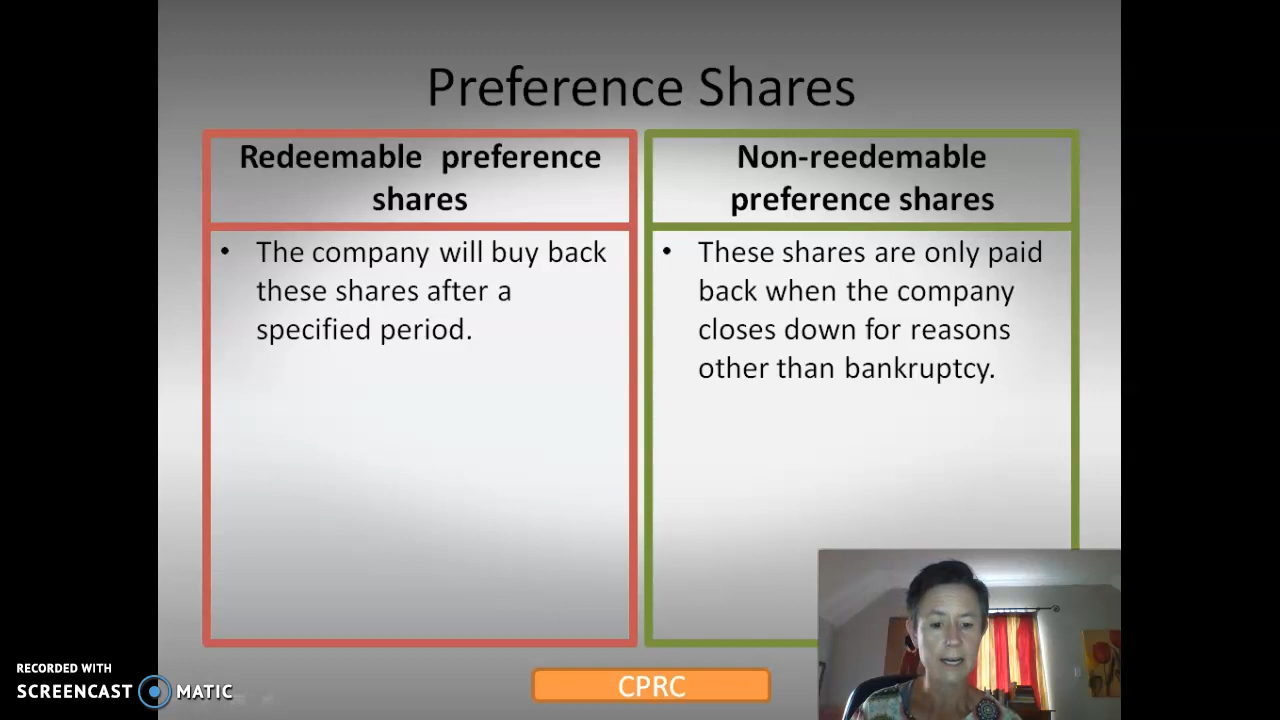 Preference Shares
Redeemable preference
shares
• The company will buy back
these shares after a
specified period.
Non-reedemable
preference shares
• These shares are only paid
back when the company
closes down for reasons
other than bankruptcy.
CPRC
RECORDED WITH
SCREENCAST MATIC